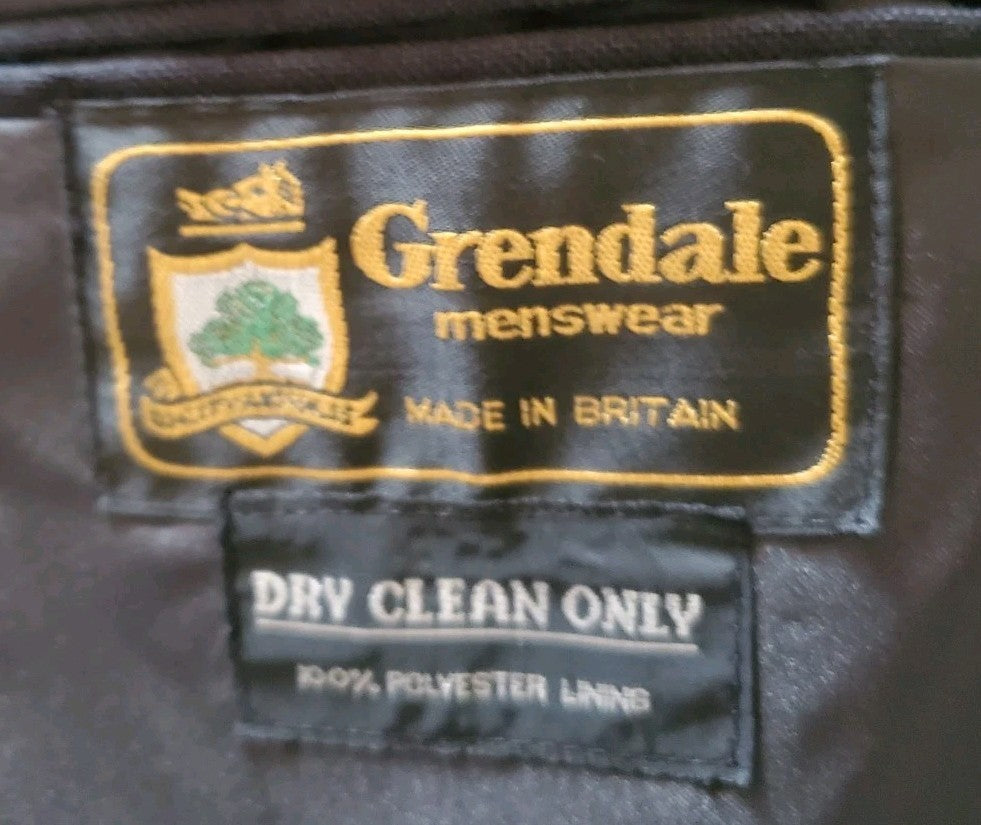 Grendale
menswear
MADE IN BRITAIN
DRY CLEAN ONLY
100% POLYESTER LINING